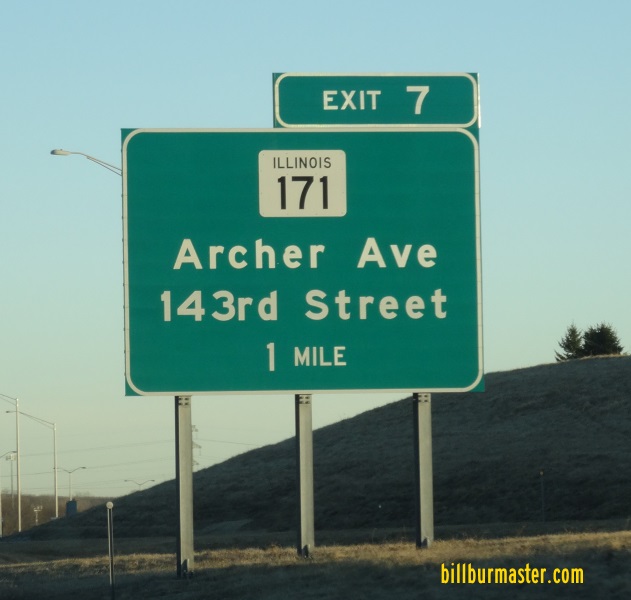 EXIT 7
ILLINOIS
171
Archer Ave
143rd Street
1 MILE
billburmaster.com